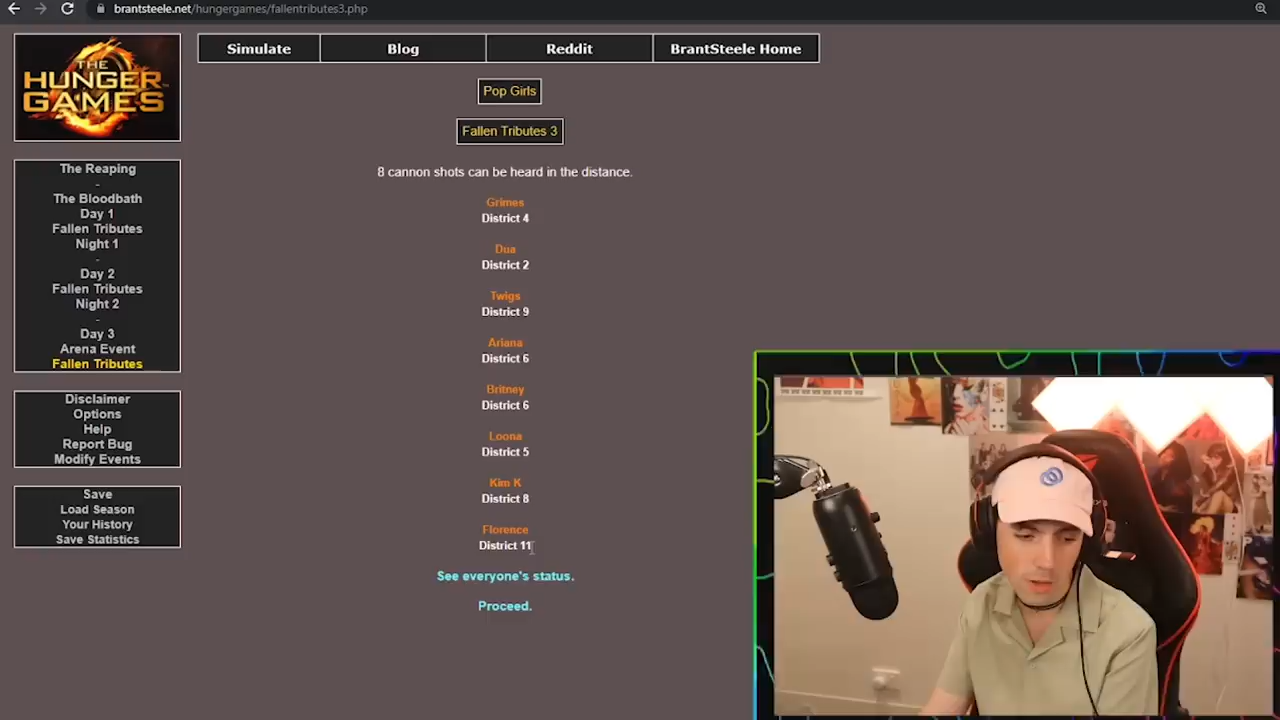 brantsteele.net/hungergames/fallentributes3.php
THE
HUNGER
GAMES
Simulate
Blog
Reddit
BrantSteele Home
The Reaping
-
The Bloodbath
Day 1
Fallen Tributes
Night 1
-
Day 2
Fallen Tributes
Night 2
-
Day 3
Arena Event
Fallen Tributes
Disclaimer
Options
Help
Report Bug
Modify Events
Save
Load Season
Your History
Save Statistics
Pop Girls
Fallen Tributes 3
8 cannon shots can be heard in the distance.
Grimes
District 4
Dua
District 2
Twigs
District 9
Ariana
District 6
Britney
District 6
Loona
District 5
Kim K
District 8
Florence
District 11
See everyone's status.
Proceed.